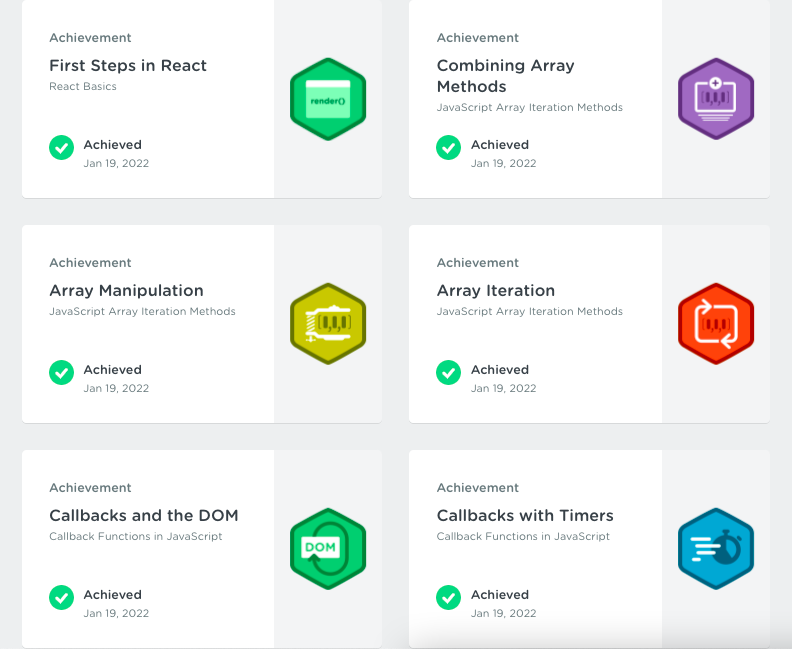 Achievement
First Steps in React
React Basics
Achieved
Jan 19, 2022
render()
Achievement
Combining Array
Methods
JavaScript Array Iteration Methods
Achieved
Jan 19, 2022
Achievement
Array Manipulation
JavaScript Array Iteration Methods
Achieved
Jan 19, 2022
Achievement
Array Iteration
JavaScript Array Iteration Methods
Achieved
Jan 19, 2022
Achievement
Callbacks and the DOM
Callback Functions in JavaScript
Achieved
Jan 19, 2022
DOM
Achievement
Callbacks with Timers
Callback Functions in JavaScript
Achieved
Jan 19, 2022